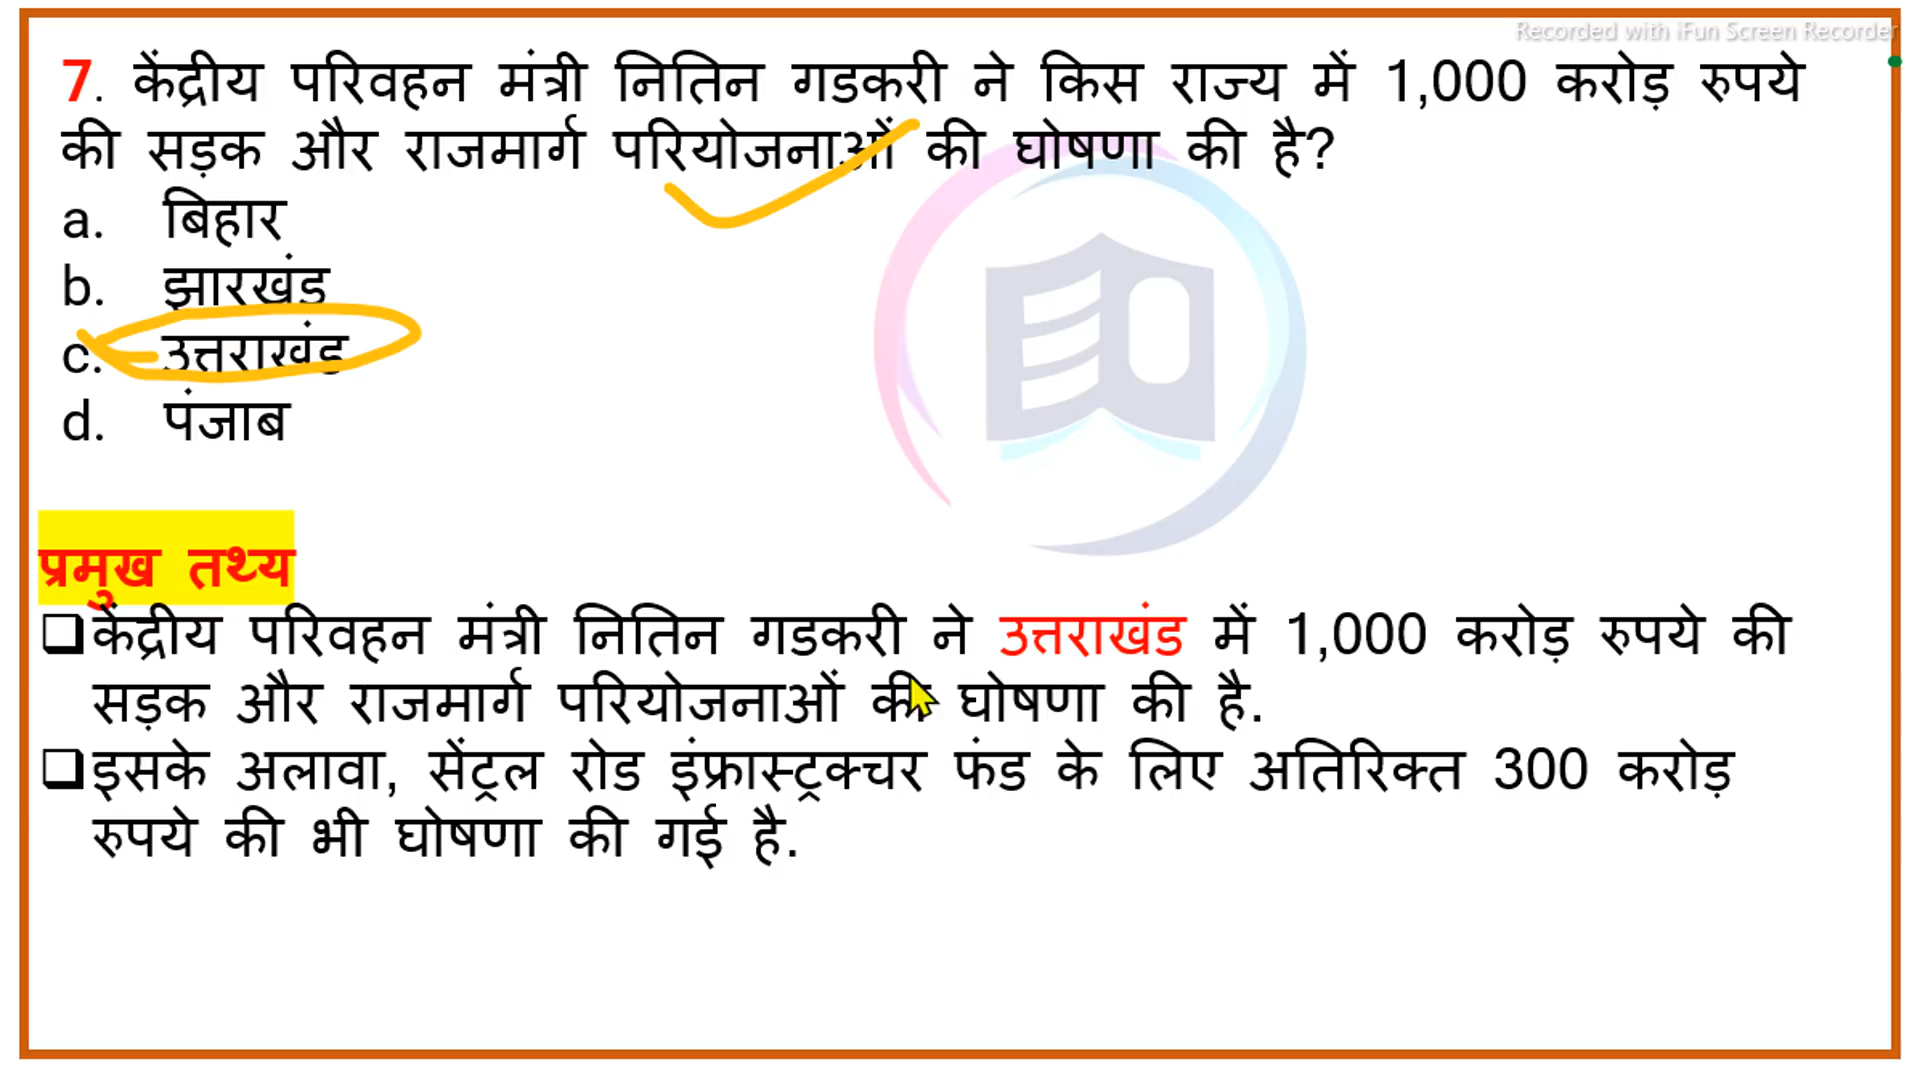 Recorded with iFun Screen Recorder
7. केंद्रीय परिवहन मंत्री नितिन गडकरी ने किस राज्य में 1,000 करोड़ रुपये
की सड़क और राजमार्ग परियोजनाओं की घोषणा की है?
a. बिहार
b. झारखंड
c. उत्तराखंड
d. पंजाब
प्रमुख तथ्य
❑केंद्रीय परिवहन मंत्री नितिन गडकरी ने उत्तराखंड में 1,000 करोड़ रुपये की
सड़क और राजमार्ग परियोजनाओं की घोषणा की है.
❑इसके अलावा, सेंट्रल रोड इंफ्रास्ट्रक्चर फंड के लिए अतिरिक्त 300 करोड़
रुपये की भी घोषणा की गई है.